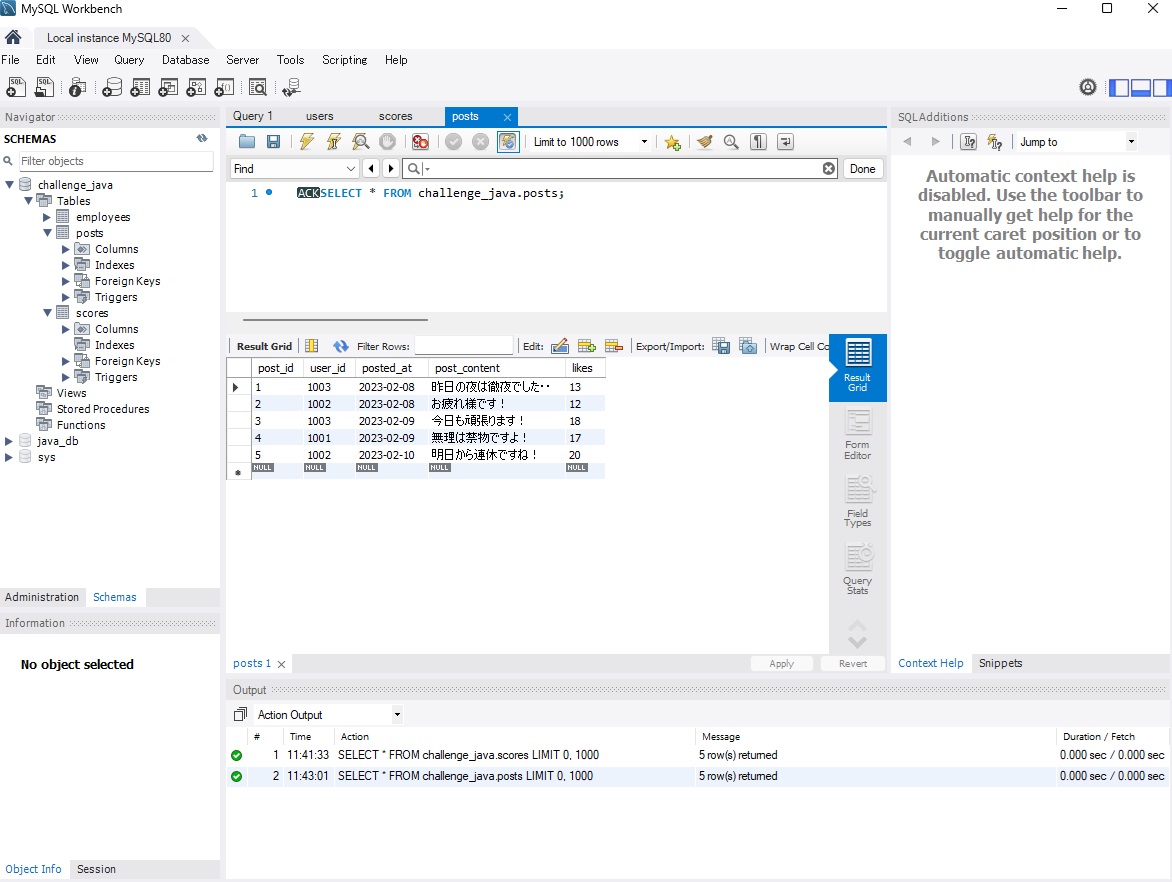 MySQL Workbench
Local instance MySQL80
File Edit View Query Database Server Tools Scripting Help
Navigator
SCHEMAS
Filter objects
challenge_java
Tables
employees
posts
Columns
Indexes
Foreign Keys
Triggers
scores
Columns
Indexes
Foreign Keys
Triggers
Views
Stored Procedures
Functions
java_db
sys
Administration Schemas
Information
No object selected
Object Info Session
Query 1 users scores posts
Limit to 1000 rows
Find Done
1 ACKSELECT * FROM challenge_java.posts;
Result Grid Filter Rows: Edit: Export/Import: Wrap Cell Co
post_id user_id posted_at post_content likes
1 1003 2023-02-08 昨日の夜は徹夜でした・・ 13
2 1002 2023-02-08 お疲れ様です！ 12
3 1003 2023-02-09 今日も頑張ります！ 18
4 1001 2023-02-09 無理は禁物ですよ！ 17
5 1002 2023-02-10 明日から連休ですね！ 20
NULL NULL NULL NULL NULL
Result
Grid
Form
Editor
Field
Types
Query
Stats
posts 1 Apply Revert
SQLAdditions
Jump to
Automatic context help is
disabled. Use the toolbar to
manually get help for the
current caret position or to
toggle automatic help.
Context Help Snippets
Output
Action Output
# Time Action Message Duration / Fetch
1 11:41:33 SELECT * FROM challenge_java.scores LIMIT 0, 1000 5 row(s) returned 0.000 sec / 0.000 sec
2 11:43:01 SELECT * FROM challenge_java.posts LIMIT 0, 1000 5 row(s) returned 0.000 sec / 0.000 sec